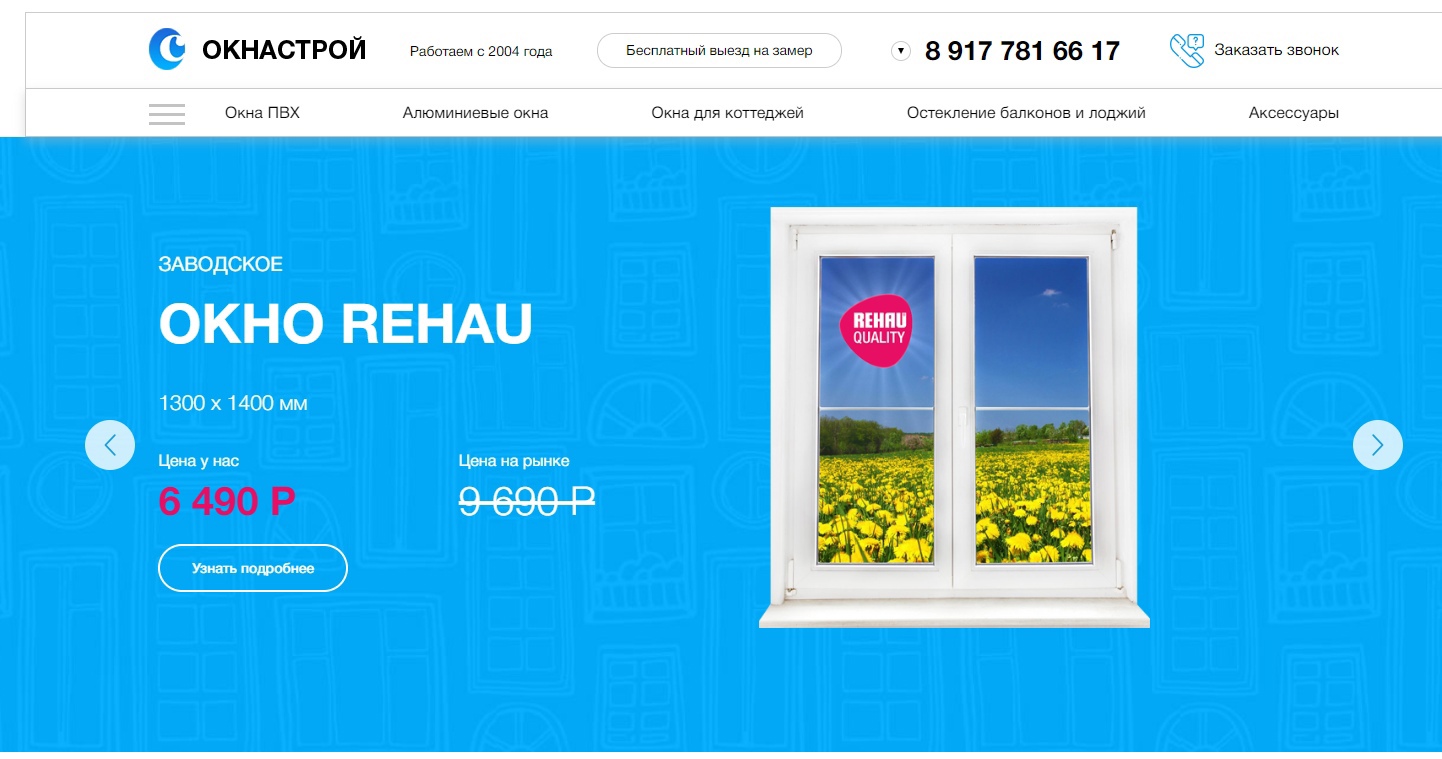 ОКНАСТРОЙ
Работаем с 2004 года
Бесплатный выезд на замер
8 917 781 66 17
?
Заказать звонок
Окна ПВХ
Алюминиевые окна
Окна для коттеджей
Остекление балконов и лоджий
Аксессуары
ЗАВОДСКОЕ
ОКНО REHAU
1300 х 1400 мм
Цена у нас
6 490 Р
Цена на рынке
9 690 Р
Узнать подробнее
REHAU
QUALITY